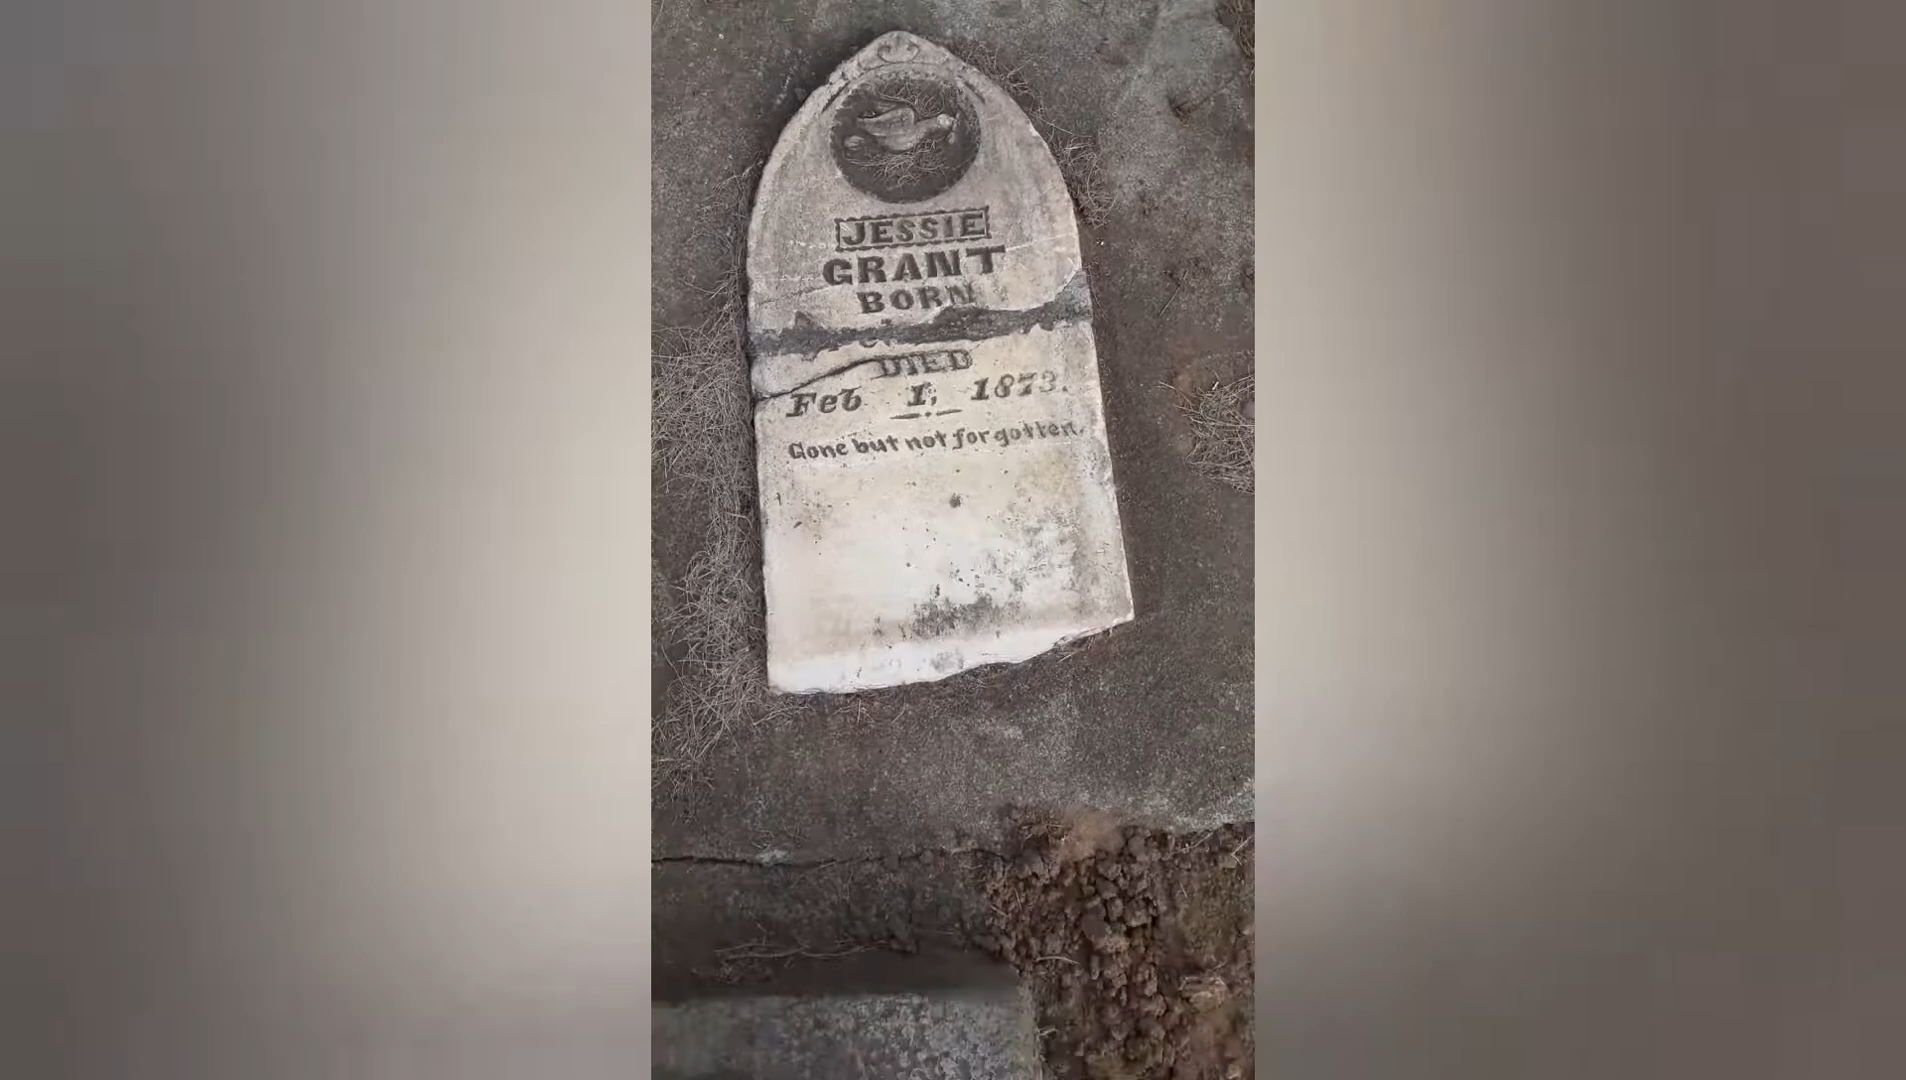 JESSIE
GRANT
BORN
DIED
Feb 1, 1873.
Gone but not forgotten.